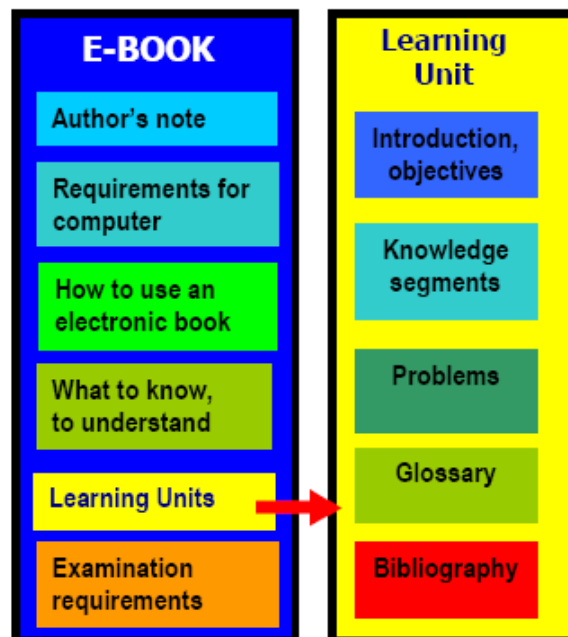 E-BOOK
Author's note
Requirements for
computer
How to use an
electronic book
What to know,
to understand
Learning Units
Examination
requirements
Learning
Unit
Introduction,
objectives
Knowledge
segments
Problems
Glossary
Bibliography